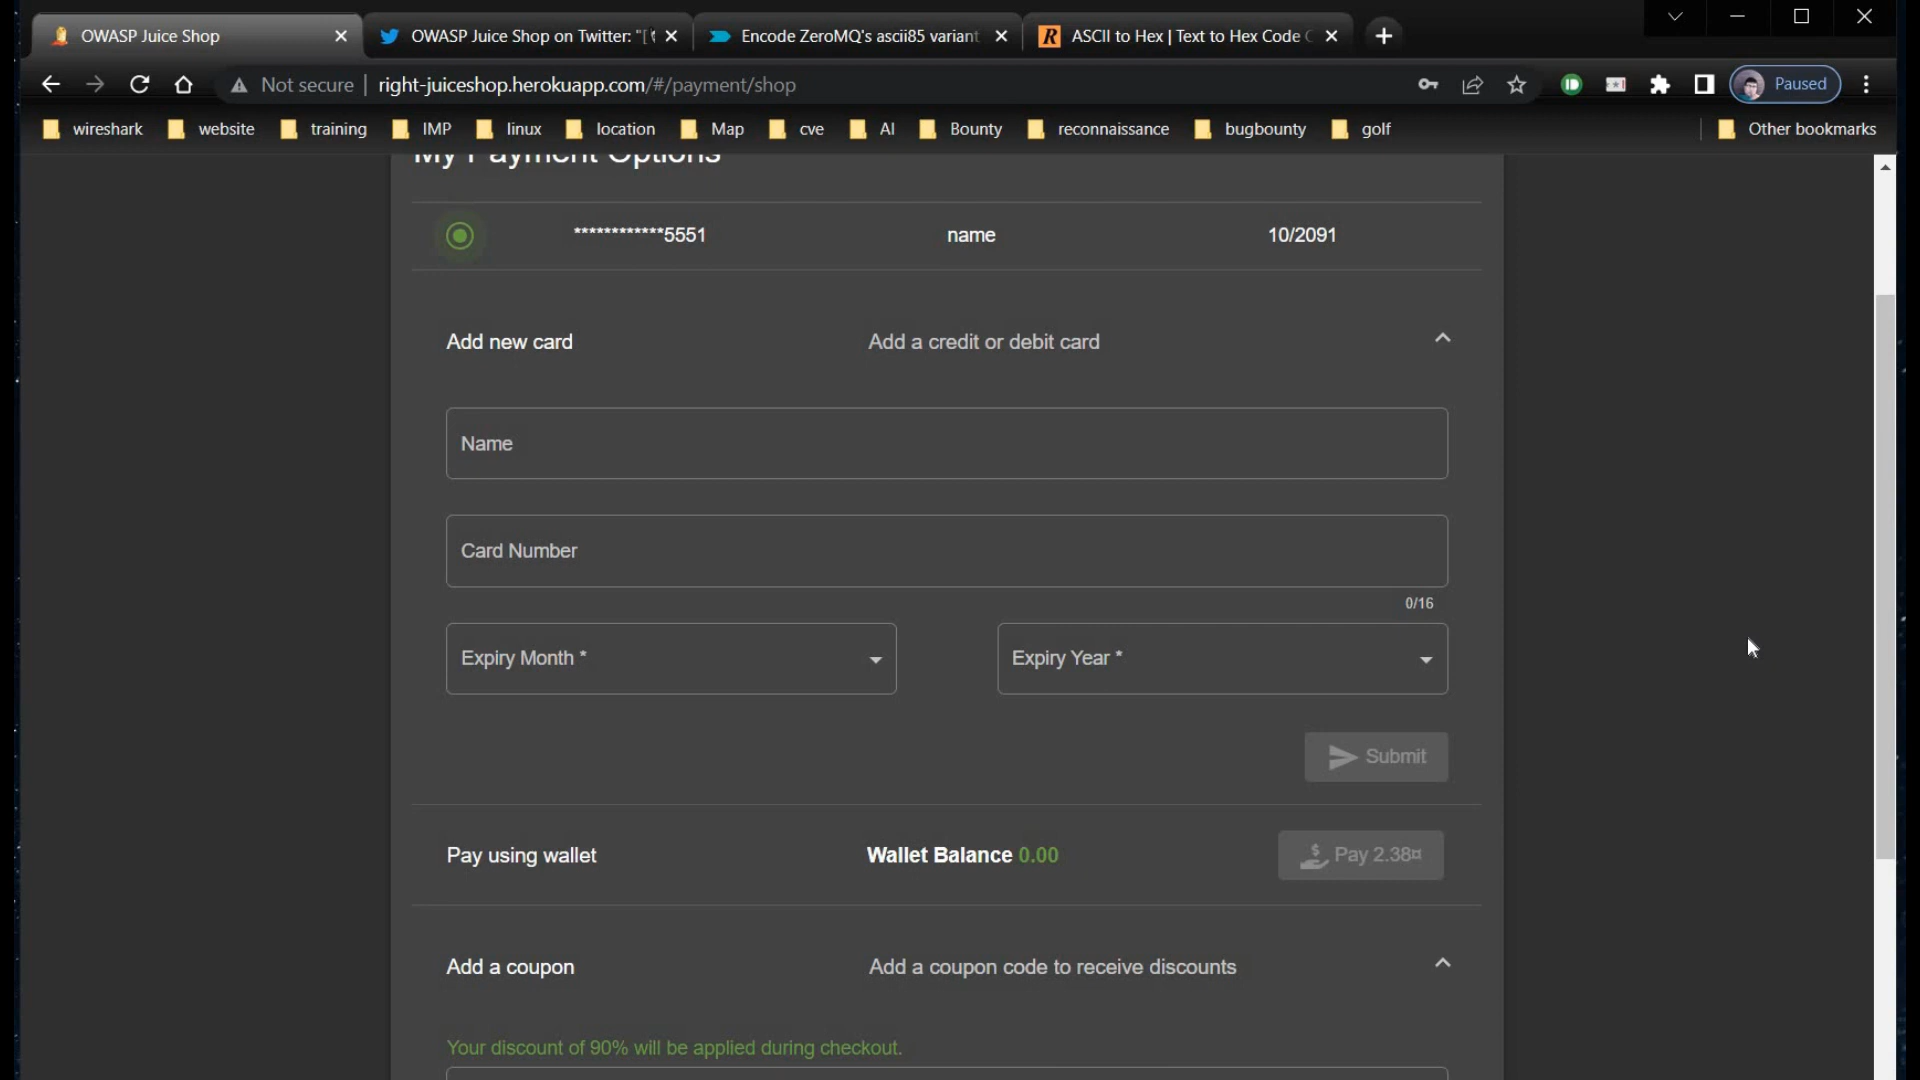 OWASP Juice Shop
OWASP Juice Shop on Twitter: "[
Encode ZeroMQ's ascii85 variant
ASCII to Hex | Text to Hex Code
Not secure
right-juiceshop.herokuapp.com/#/payment/shop
Paused
wireshark
website
training
IMP
linux
location
Map
cve
AI
Bounty
reconnaissance
bugbounty
golf
Other bookmarks
My Payment Options
************5551 name 10/2091
Add new card Add a credit or debit card
Name
Card Number
0/16
Expiry Month * Expiry Year *
Submit
Pay using wallet Wallet Balance 0.00 Pay 2.38¤
Add a coupon Add a coupon code to receive discounts
Your discount of 90% will be applied during checkout.